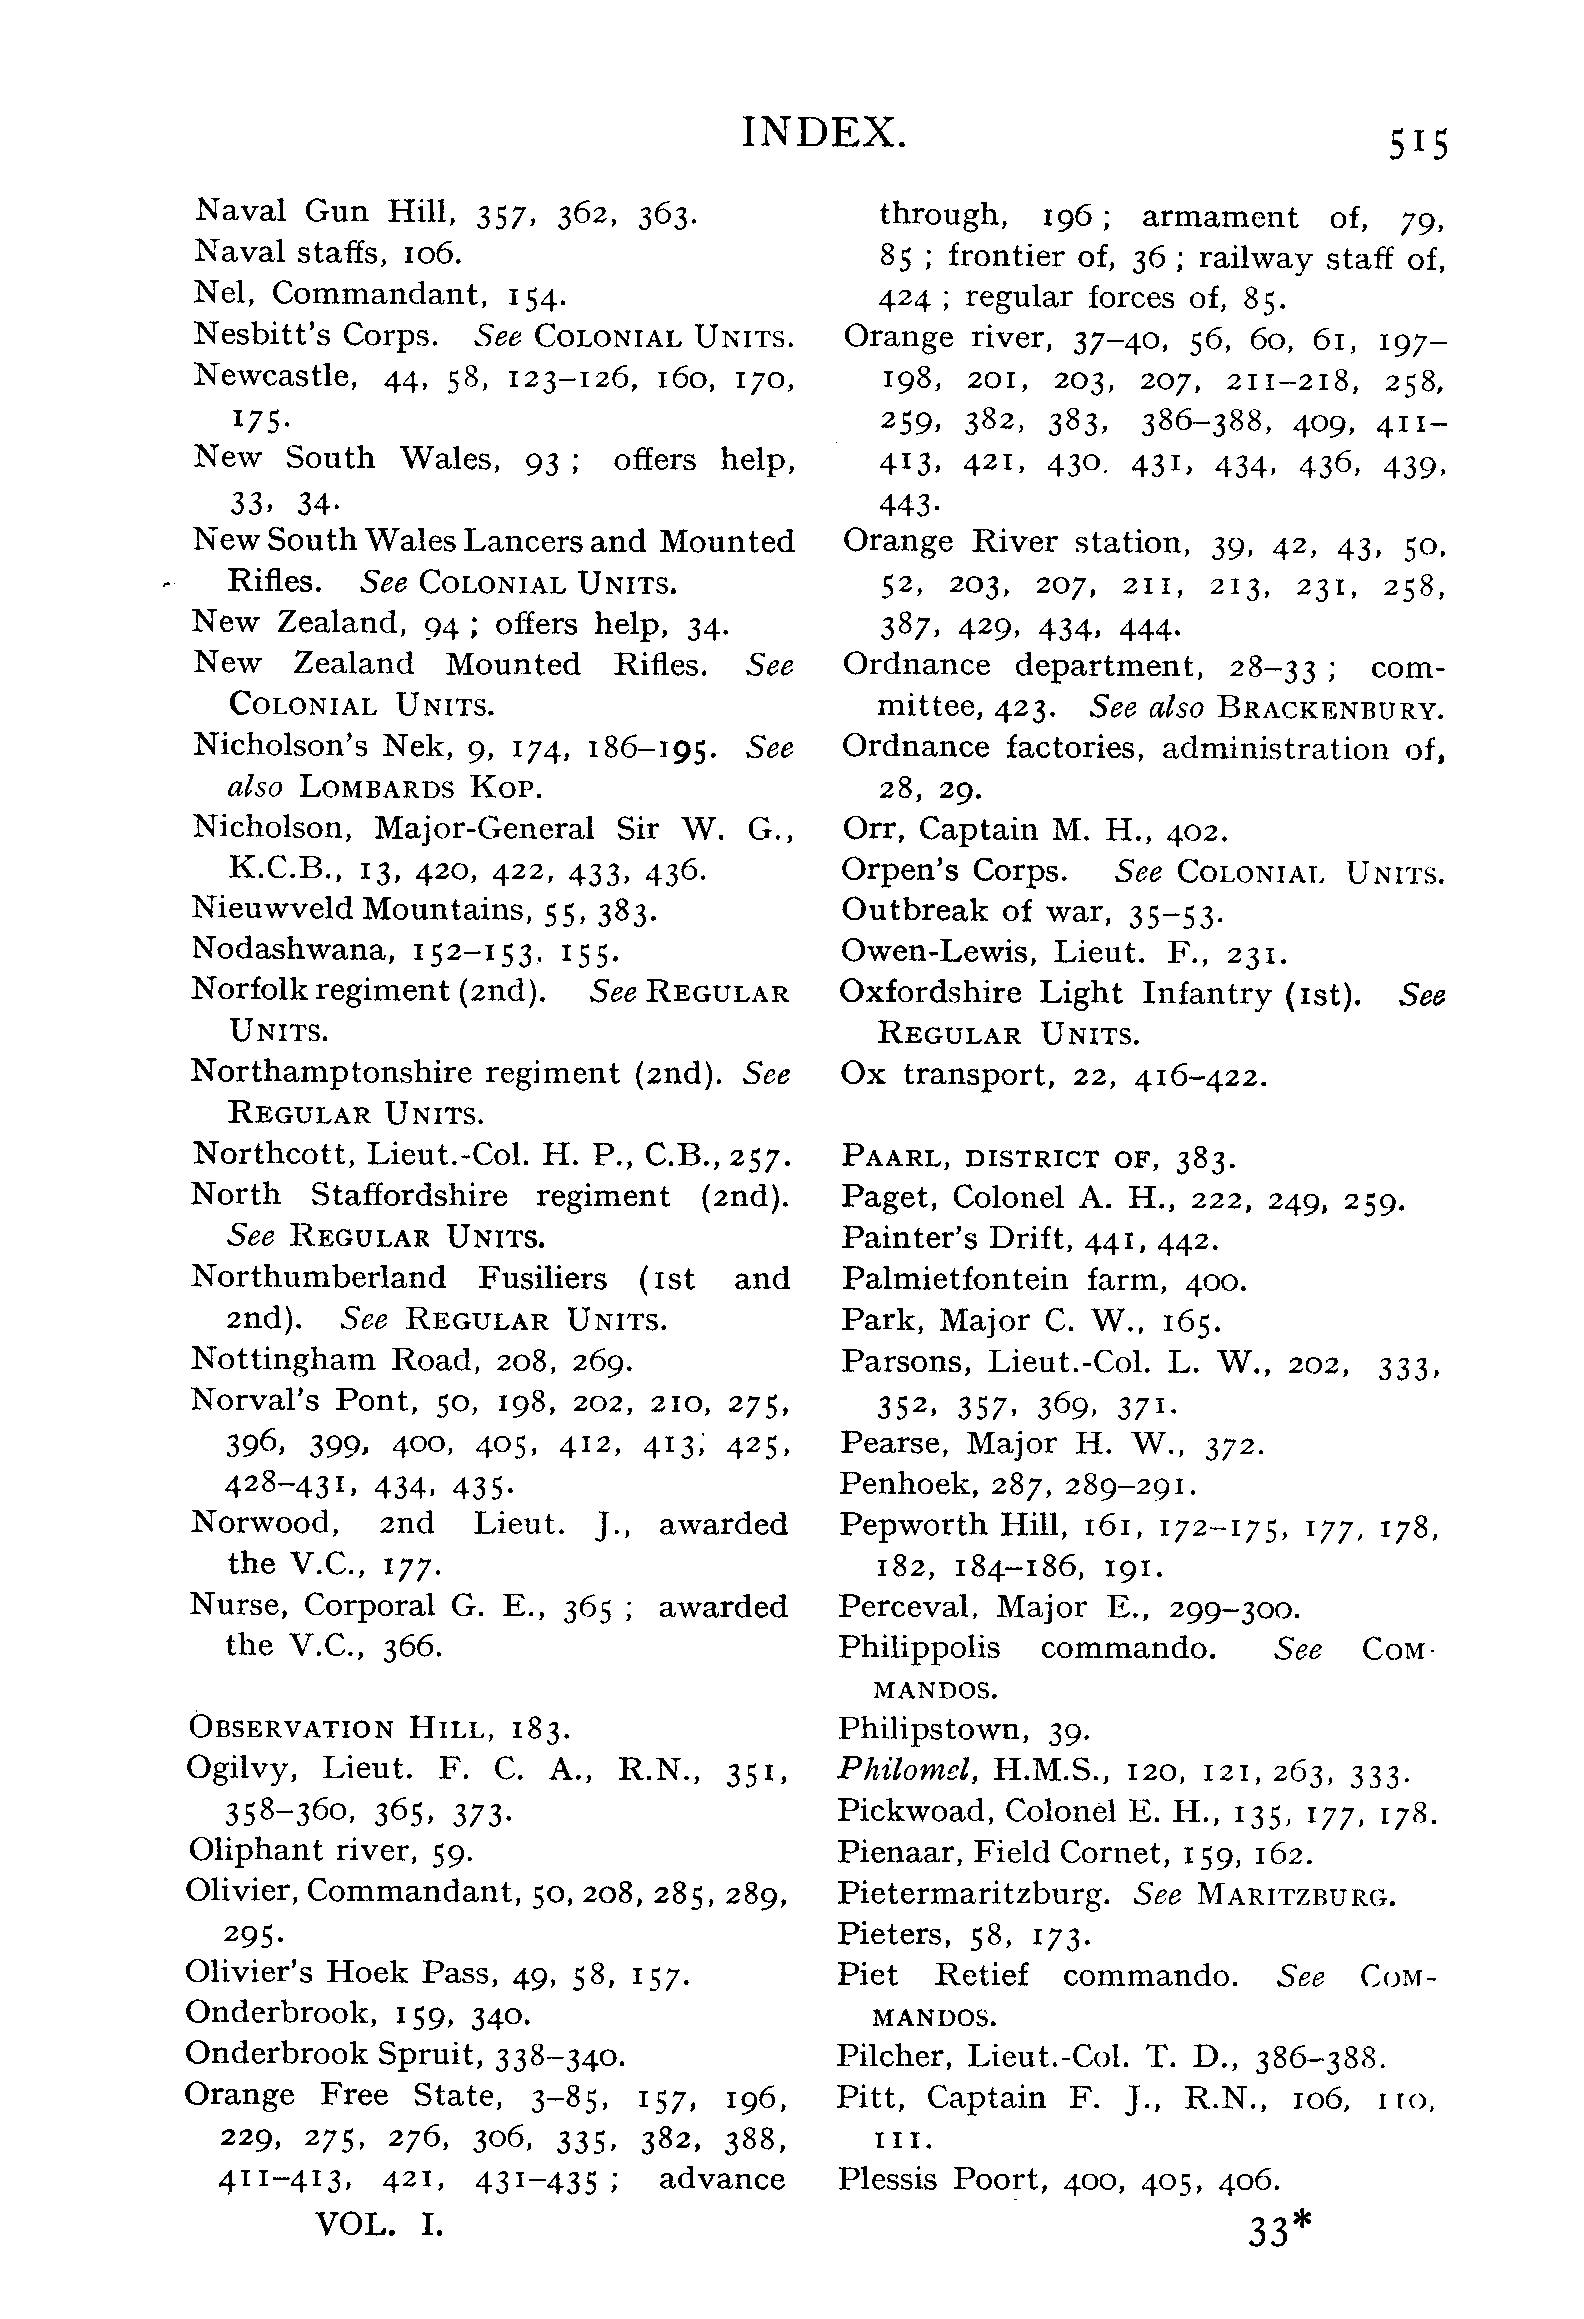 INDEX.
515
Naval Gun Hill, 357, 362, 363.
Naval staffs, 106.
Nel, Commandant, 154.
Nesbitt's Corps. See COLONIAL UNITS.
Newcastle, 44, 58, 123–126, 160, 170,
175.
New South Wales, 93 ; offers help,
33, 34.
New South Wales Lancers and Mounted
Rifles. See COLONIAL UNITS.
New Zealand, 94 ; offers help, 34.
New Zealand Mounted Rifles. See
COLONIAL UNITS.
Nicholson's Nek, 9, 174, 186–195. See
also LOMBARDS KOP.
Nicholson, Major-General Sir W. G.,
K.C.B., 13, 420, 422, 433, 436.
Nieuwveld Mountains, 55, 383.
Nodashwana, 152–153, 155.
Norfolk regiment (2nd). See REGULAR
UNITS.
Northamptonshire regiment (2nd). See
REGULAR UNITS.
Northcott, Lieut.-Col. H. P., C.B., 257.
North Staffordshire regiment (2nd).
See REGULAR UNITS.
Northumberland Fusiliers (1st and
2nd). See REGULAR UNITS.
Nottingham Road, 208, 269.
Norval's Pont, 50, 198, 202, 210, 275,
396, 399, 400, 405, 412, 413, 425,
428–431, 434, 435.
Norwood, 2nd Lieut. J., awarded
the V.C., 177.
Nurse, Corporal G. E., 365 ; awarded
the V.C., 366.
OBSERVATION HILL, 183.
Ogilvy, Lieut. F. C. A., R.N., 351,
358–360, 365, 373.
Oliphant river, 59.
Olivier, Commandant, 50, 208, 285, 289,
295.
Olivier's Hoek Pass, 49, 58, 157.
Onderbrook, 159, 340.
Onderbrook Spruit, 338–340.
Orange Free State, 3–85, 157, 196,
229, 275, 276, 306, 335, 382, 388,
411–413, 421, 431–435 ; advance
through, 196 ; armament of, 79,
85 ; frontier of, 36 ; railway staff of,
424 ; regular forces of, 85.
Orange river, 37–40, 56, 60, 61, 197–
198, 201, 203, 207, 211–218, 258,
259, 382, 383, 386–388, 409, 411–
413, 421, 430, 431, 434, 436, 439,
443.
Orange River station, 39, 42, 43, 50,
52, 203, 207, 211, 213, 231, 258,
387, 429, 434, 444.
Ordnance department, 28–33 ; com-
mittee, 423. See also BRACKENBURY.
Ordnance factories, administration of,
28, 29.
Orr, Captain M. H., 402.
Orpen's Corps. See COLONIAL UNITS.
Outbreak of war, 35–53.
Owen-Lewis, Lieut. F., 231.
Oxfordshire Light Infantry (1st). See
REGULAR UNITS.
Ox transport, 22, 416–422.
PAARL, DISTRICT OF, 383.
Paget, Colonel A. H., 222, 249, 259.
Painter's Drift, 441, 442.
Palmietfontein farm, 400.
Park, Major C. W., 165.
Parsons, Lieut.-Col. L. W., 202, 333,
352, 357, 369, 371.
Pearse, Major H. W., 372.
Penhoek, 287, 289–291.
Pepworth Hill, 161, 172–175, 177, 178,
182, 184–186, 191.
Perceval, Major E., 299–300.
Philippolis commando. See COM-
MANDOS.
Philipstown, 39.
Philomel, H.M.S., 120, 121, 263, 333.
Pickwoad, Colonel E. H., 135, 177, 178.
Pienaar, Field Cornet, 159, 162.
Pietermaritzburg. See MARITZBURG.
Pieters, 58, 173.
Piet Retief commando. See COM-
MANDOS.
Pilcher, Lieut.-Col. T. D., 386–388.
Pitt, Captain F. J., R.N., 106, 110,
111.
Plessis Poort, 400, 405, 406.
VOL. I.
33*